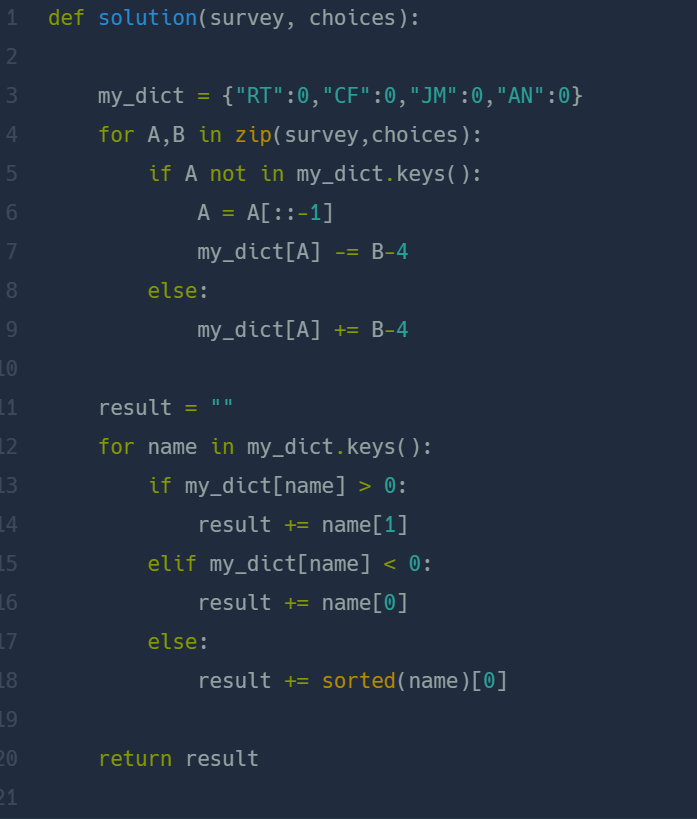 1 def solution(survey, choices):
2
3 my_dict = {"RT":0,"CF":0,"JM":0,"AN":0}
4 for A,B in zip(survey,choices):
5 if A not in my_dict.keys():
6 A = A[::-1]
7 my_dict[A] -= B-4
8 else:
9 my_dict[A] += B-4
10
11 result = ""
12 for name in my_dict.keys():
13 if my_dict[name] > 0:
14 result += name[1]
15 elif my_dict[name] < 0:
16 result += name[0]
17 else:
18 result += sorted(name)[0]
19
20 return result
21